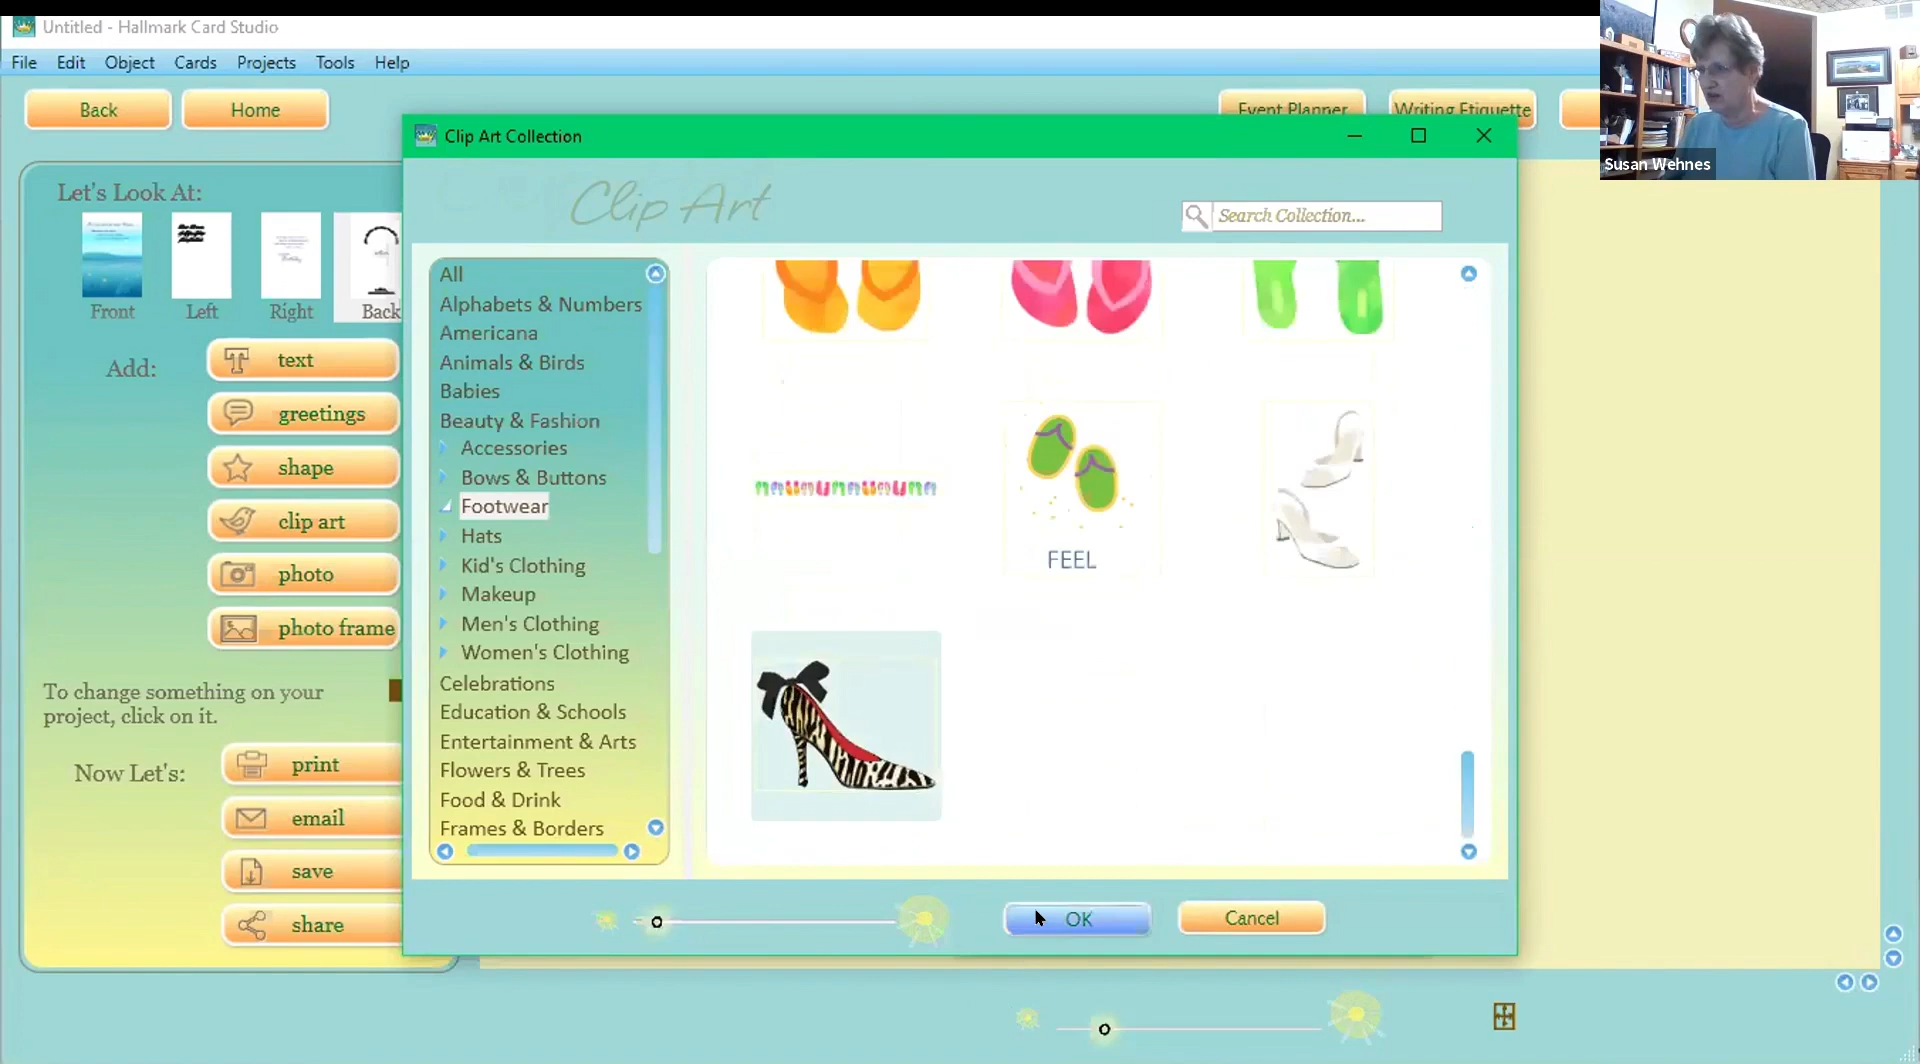 Untitled - Hallmark Card Studio
File Edit Object Cards Projects Tools Help
Back Home Event Planner Writing Etiquette
Susan Wehnes
Clip Art Collection
Clip Art
Search Collection...
Let's Look At:
Front Left Right Back
Add:
text
greetings
shape
clip art
photo
photo frame
To change something on your
project, click on it.
Now Let's:
print
email
save
share
All
Alphabets & Numbers
Americana
Animals & Birds
Babies
Beauty & Fashion
Accessories
Bows & Buttons
Footwear
Hats
Kid's Clothing
Makeup
Men's Clothing
Women's Clothing
Celebrations
Education & Schools
Entertainment & Arts
Flowers & Trees
Food & Drink
Frames & Borders
FEEL
OK Cancel